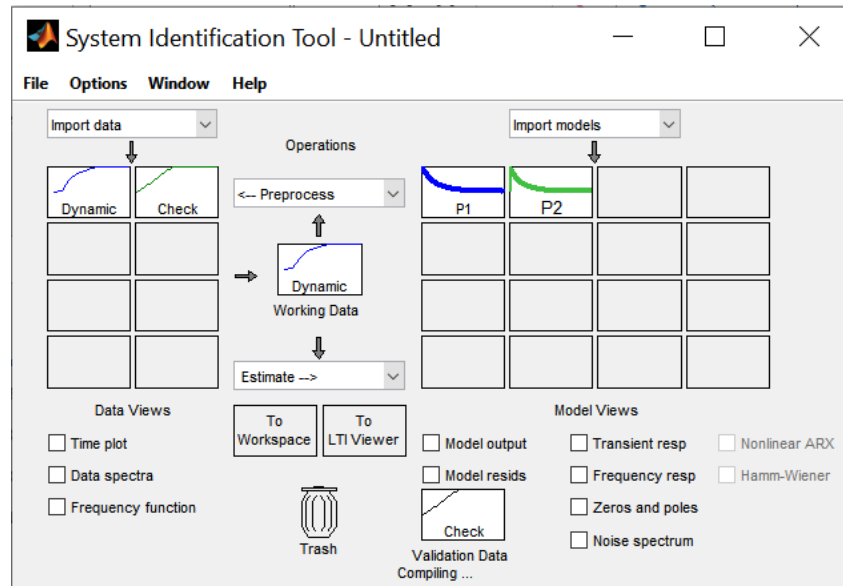 System Identification Tool - Untitled
File Options Window Help
Import data
Import models
Operations
Dynamic Check
<-- Preprocess
P1 P2
Dynamic
Working Data
Estimate -->
Data Views
Model Views
To Workspace
To LTI Viewer
Time plot
Data spectra
Frequency function
Model output
Model resids
Transient resp
Frequency resp
Zeros and poles
Noise spectrum
Nonlinear ARX
Hamm-Wiener
Trash
Check
Validation Data
Compiling ...